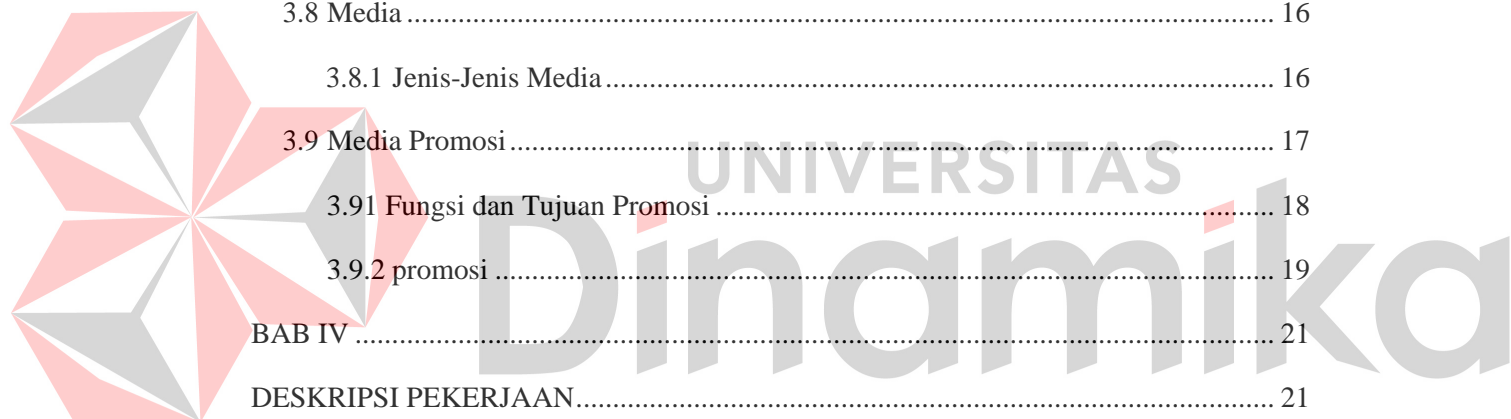 3.8 Media ........................................................................ 16
3.8.1 Jenis-Jenis Media ........................................................................ 16
3.9 Media Promosi ........................................................................ 17
UNIVERSITAS
3.91 Fungsi dan Tujuan Promosi ........................................................................ 18
Dinamika
3.9.2 promosi ........................................................................ 19
BAB IV ........................................................................ 21
DESKRIPSI PEKERJAAN ........................................................................ 21